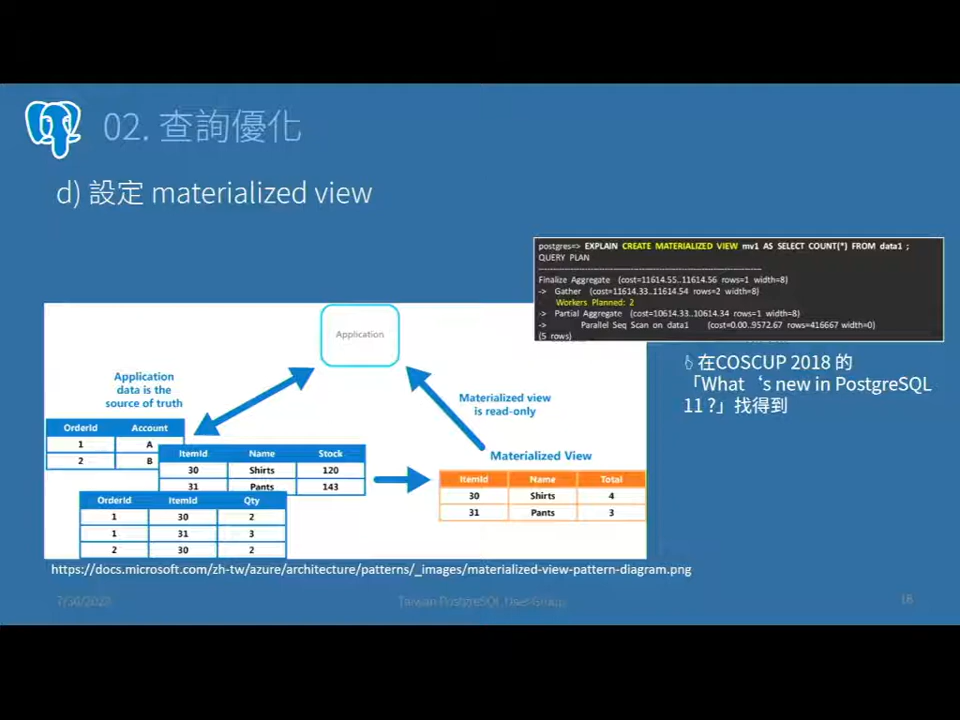 02. 查詢優化
d) 設定 materialized view
postgres=> EXPLAIN CREATE MATERIALIZED VIEW mv1 AS SELECT COUNT(*) FROM data1 ;
QUERY PLAN
-----------------------------------------------------------------
Finalize Aggregate (cost=11614.55..11614.56 rows=1 width=8)
-> Gather (cost=11614.33..11614.54 rows=2 width=8)
Workers Planned: 2
-> Partial Aggregate (cost=10614.33..10614.34 rows=1 width=8)
-> Parallel Seq Scan on data1 (cost=0.00..9572.67 rows=416667 width=0)
(5 rows)
👆在COSCUP 2018 的
「What‘s new in PostgreSQL
11 ?」找得到
Application
Application
data is the
source of truth
Materialized view
is read-only
OrderId Account
1 A
2 B
ItemId Name Stock
30 Shirts 120
31 Pants 143
OrderId ItemId Qty
1 30 2
1 31 3
2 30 2
Materialized View
ItemId Name Total
30 Shirts 4
31 Pants 3
https://docs.microsoft.com/zh-tw/azure/architecture/patterns/_images/materialized-view-pattern-diagram.png
7/30/2022 Taiwan PostgreSQL User Group 16